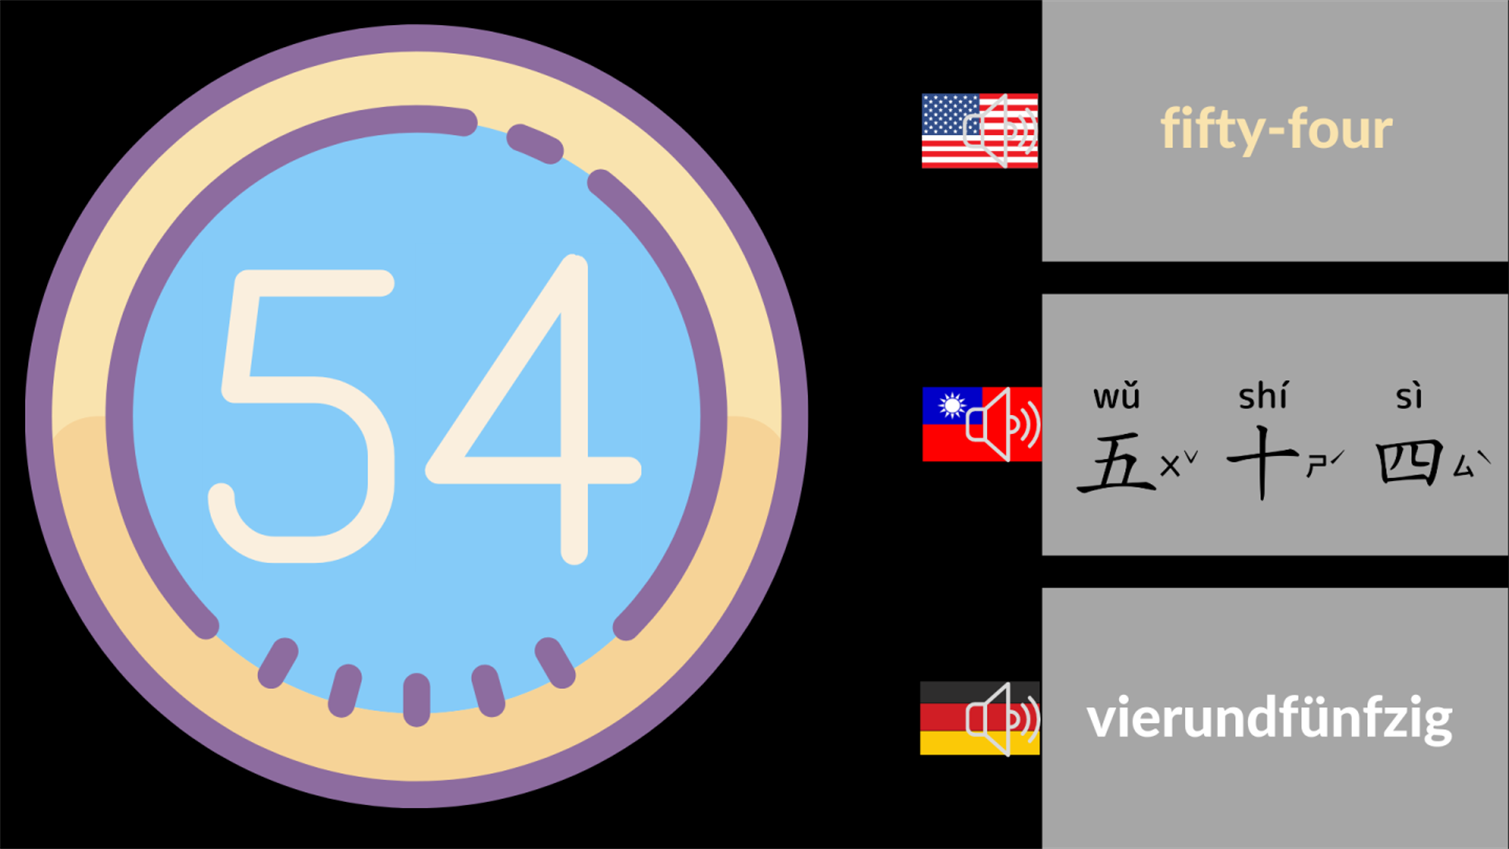 54
fifty-four
wǔ shí sì
五ㄨˇ 十ㄕˊ 四ㄙˋ
vierundfünfzig